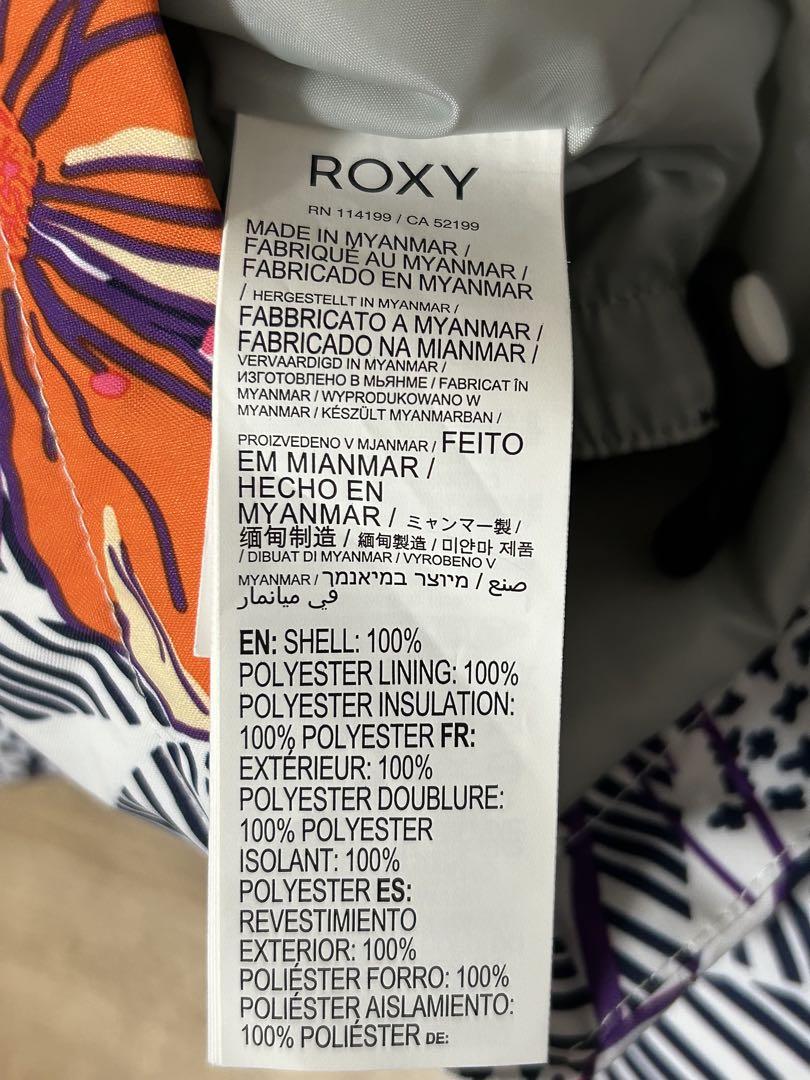 ROXY
RN 114199 / CA 52199
MADE IN MYANMAR /
FABRIQUÉ AU MYANMAR /
FABRICADO EN MYANMAR
/ HERGESTELLT IN MYANMAR /
FABBRICATO A MYANMAR /
FABRICADO NA MIANMAR /
VERVAARDIGD IN MYANMAR /
ИЗГОТОВЛЕНО В МЬЯНМЕ / FABRICAT ÎN
MYANMAR / WYPRODUKOWANO W
MYANMAR / KÉSZÜLT MYANMARBAN /
PROIZVEDENO V MJANMAR / FEITO
EM MIANMAR /
HECHO EN
MYANMAR / ミャンマー製 /
缅甸制造 / 緬甸製造 / 미얀마 제품
/ DIBUAT DI MYANMAR / VYROBENO V
MYANMAR / מיוצר במיאנמר / صنع
في ميانمار
EN: SHELL: 100%
POLYESTER LINING: 100%
POLYESTER INSULATION:
100% POLYESTER FR:
EXTÉRIEUR: 100%
POLYESTER DOUBLURE:
100% POLYESTER
ISOLANT: 100%
POLYESTER ES:
REVESTIMIENTO
EXTERIOR: 100%
POLIÉSTER FORRO: 100%
POLIÉSTER AISLAMIENTO:
100% POLIÉSTER DE: